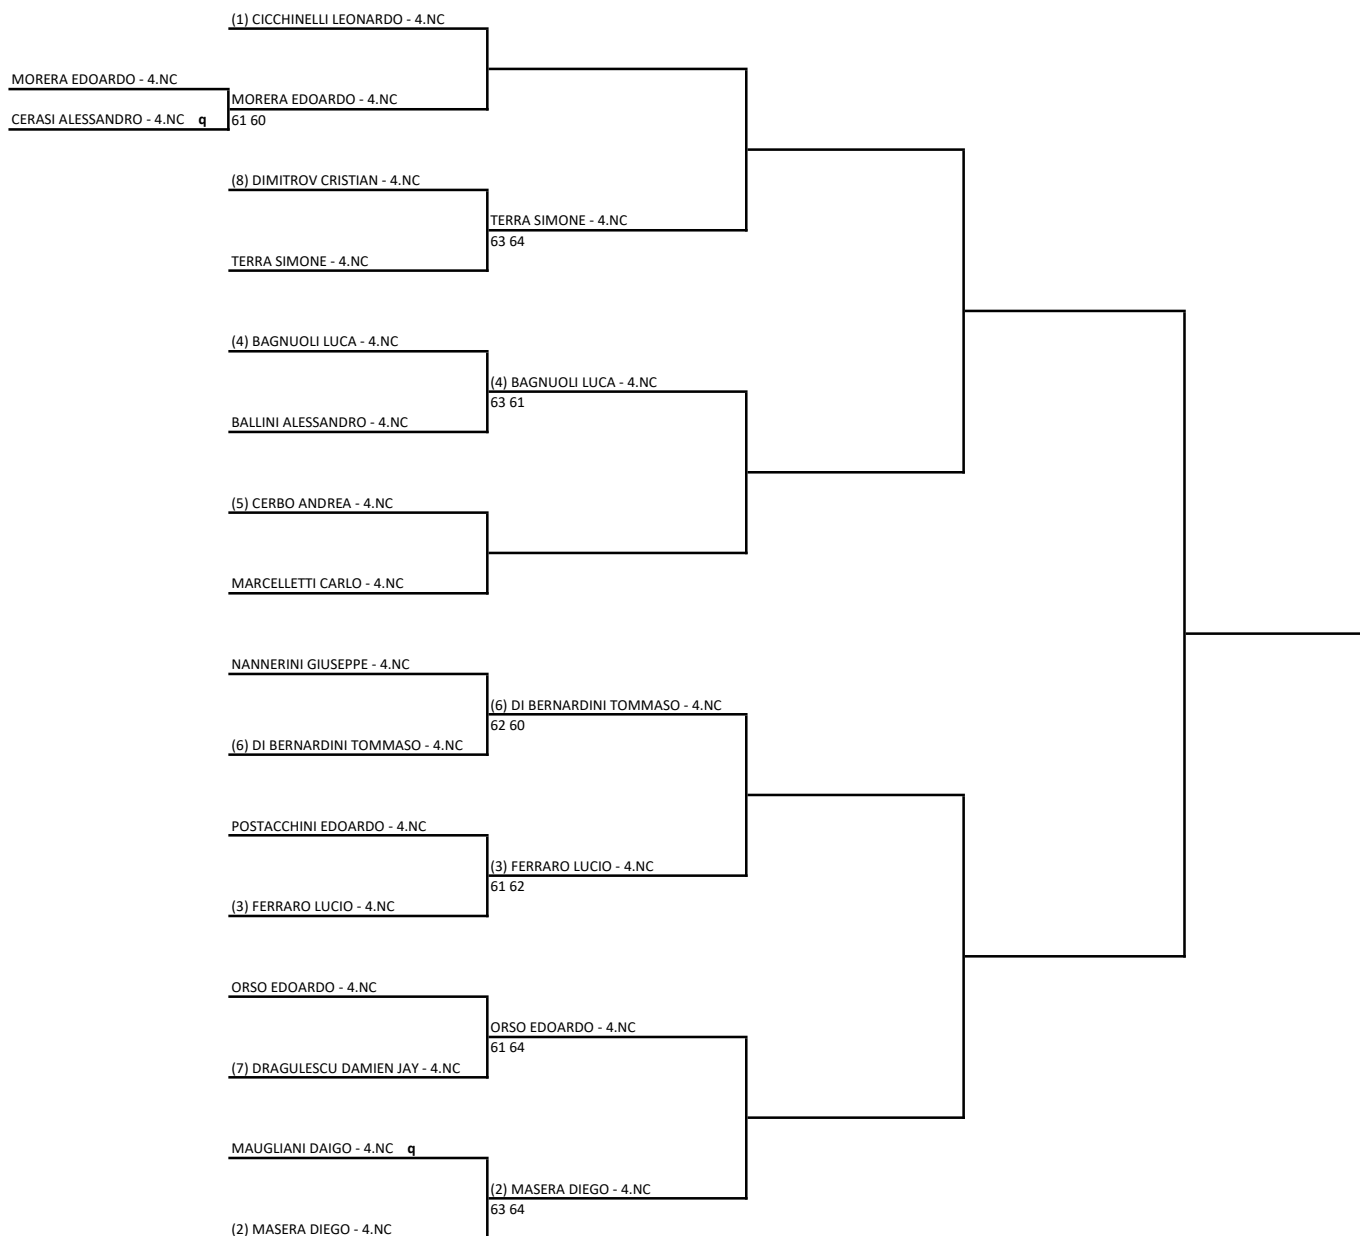 (1) CICCHINELLI LEONARDO - 4.NC
MORERA EDOARDO - 4.NC
MORERA EDOARDO - 4.NC
CERASI ALESSANDRO - 4.NC q
61 60
(8) DIMITROV CRISTIAN - 4.NC
TERRA SIMONE - 4.NC
63 64
TERRA SIMONE - 4.NC
(4) BAGNUOLI LUCA - 4.NC
(4) BAGNUOLI LUCA - 4.NC
63 61
BALLINI ALESSANDRO - 4.NC
(5) CERBO ANDREA - 4.NC
MARCELLETTI CARLO - 4.NC
NANNERINI GIUSEPPE - 4.NC
(6) DI BERNARDINI TOMMASO - 4.NC
62 60
(6) DI BERNARDINI TOMMASO - 4.NC
POSTACCHINI EDOARDO - 4.NC
(3) FERRARO LUCIO - 4.NC
61 62
(3) FERRARO LUCIO - 4.NC
ORSO EDOARDO - 4.NC
ORSO EDOARDO - 4.NC
61 64
(7) DRAGULESCU DAMIEN JAY - 4.NC
MAUGLIANI DAIGO - 4.NC q
(2) MASERA DIEGO - 4.NC
63 64
(2) MASERA DIEGO - 4.NC